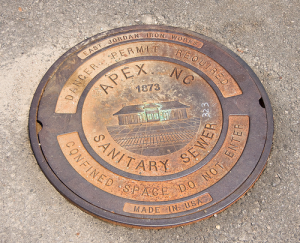 EAST JORDAN IRON WORKS
DANGER PERMIT REQUIRED
APEX NC
1873
SANITARY SEWER
CONFINED SPACE DO NOT ENTER
MADE IN USA